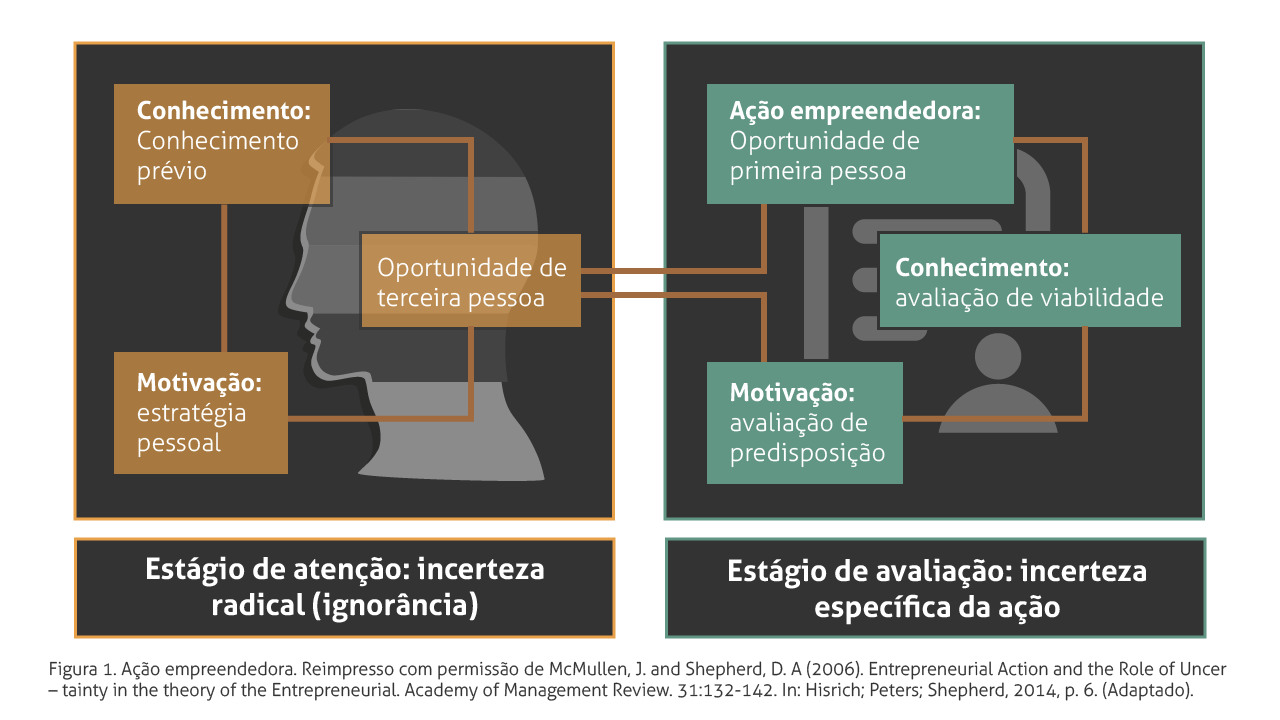 Conhecimento:
Conhecimento
prévio
Oportunidade de
terceira pessoa
Motivação:
estratégia
pessoal
Estágio de atenção: incerteza
radical (ignorância)
Ação empreendedora:
Oportunidade de
primeira pessoa
Conhecimento:
avaliação de viabilidade
Motivação:
avaliação de
predisposição
Estágio de avaliação: incerteza
específica da ação
Figura 1. Ação empreendedora. Reimpresso com permissão de McMullen, J. and Shepherd, D. A (2006). Entrepreneurial Action and the Role of Uncer
– tainty in the theory of the Entrepreneurial. Academy of Management Review. 31:132-142. In: Hisrich; Peters; Shepherd, 2014, p. 6. (Adaptado).